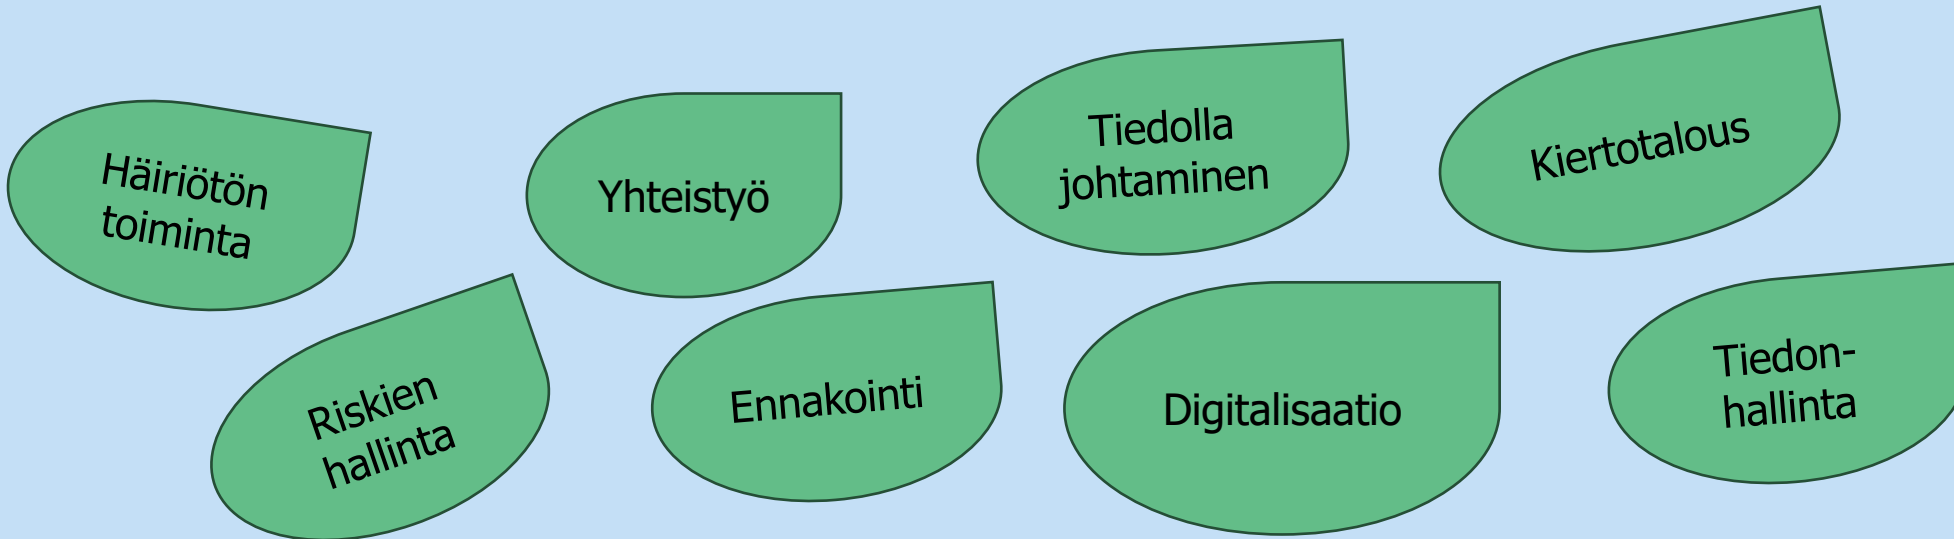 Häiriötön
toiminta
Yhteistyö
Tiedolla
johtaminen
Kiertotalous
Riskien
hallinta
Ennakointi
Digitalisaatio
Tiedon-
hallinta